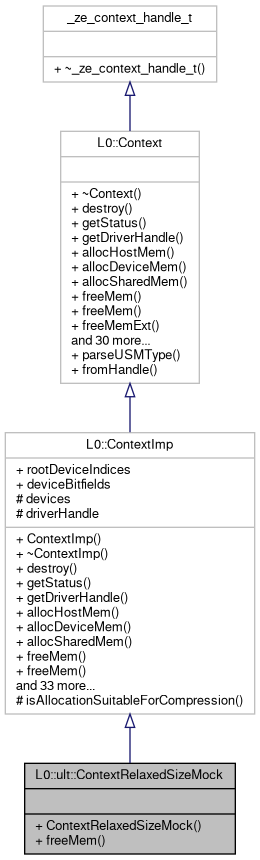 _ze_context_handle_t
+ ~_ze_context_handle_t()
L0::Context
+ ~Context()
+ destroy()
+ getStatus()
+ getDriverHandle()
+ allocHostMem()
+ allocDeviceMem()
+ allocSharedMem()
+ freeMem()
+ freeMem()
+ freeMemExt()
and 30 more...
+ parseUSMType()
+ fromHandle()
L0::ContextImp
+ rootDeviceIndices
+ deviceBitfields
# devices
# driverHandle
+ ContextImp()
+ ~ContextImp()
+ destroy()
+ getStatus()
+ getDriverHandle()
+ allocHostMem()
+ allocDeviceMem()
+ allocSharedMem()
+ freeMem()
+ freeMem()
and 33 more...
# isAllocationSuitableForCompression()
L0::ult::ContextRelaxedSizeMock
+ ContextRelaxedSizeMock()
+ freeMem()